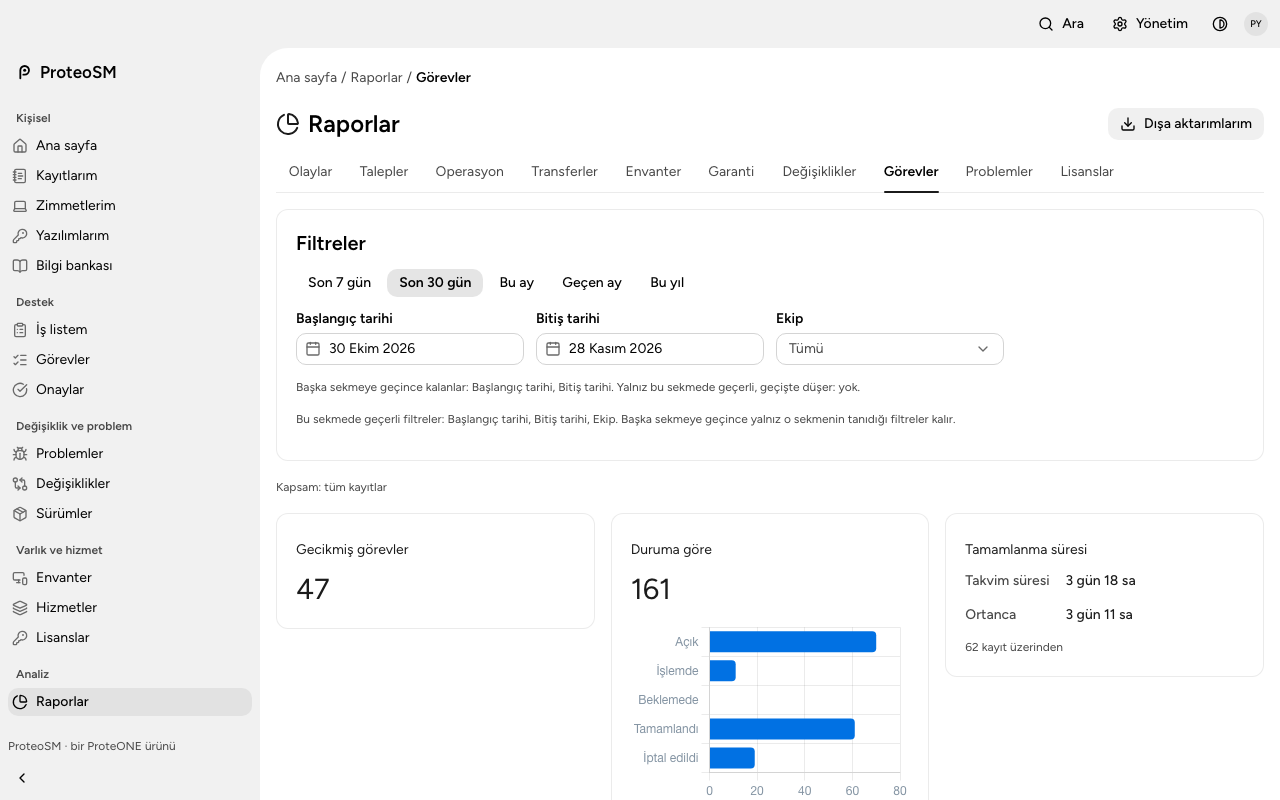 Ara
Yönetim
PY
ProteoSM
Kişisel
Ana sayfa
Kayıtlarım
Zimmetlerim
Yazılımlarım
Bilgi bankası
Destek
İş listem
Görevler
Onaylar
Değişiklik ve problem
Problemler
Değişiklikler
Sürümler
Varlık ve hizmet
Envanter
Hizmetler
Lisanslar
Analiz
Raporlar
ProteoSM · bir ProteONE ürünü
Ana sayfa / Raporlar / Görevler
Raporlar
Dışa aktarımlarım
Olaylar Talepler Operasyon Transferler Envanter Garanti Değişiklikler Görevler Problemler Lisanslar
Filtreler
Son 7 gün Son 30 gün Bu ay Geçen ay Bu yıl
Başlangıç tarihi Bitiş tarihi Ekip
30 Ekim 2026 28 Kasım 2026 Tümü
Başka sekmeye geçince kalanlar: Başlangıç tarihi, Bitiş tarihi. Yalnız bu sekmede geçerli, geçişte düşer: yok.
Bu sekmede geçerli filtreler: Başlangıç tarihi, Bitiş tarihi, Ekip. Başka sekmeye geçince yalnız o sekmenin tanıdığı filtreler kalır.
Kapsam: tüm kayıtlar
Gecikmiş görevler
47
Duruma göre
161
Açık
İşlemde
Beklemede
Tamamlandı
İptal edildi
0 20 40 60 80
Tamamlanma süresi
Takvim süresi 3 gün 18 sa
Ortanca 3 gün 11 sa
62 kayıt üzerinden